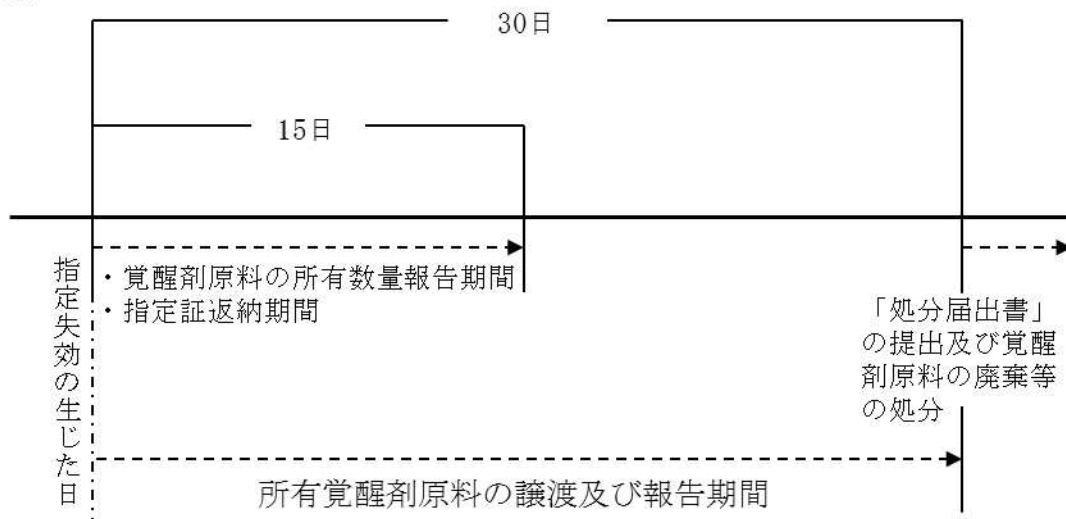 30日
15日
指定失効の生じた日
・覚醒剤原料の所有数量報告期間
・指定証返納期間
「処分届出書」
の提出及び覚醒
剤原料の廃棄等
の処分
所有覚醒剤原料の譲渡及び報告期間